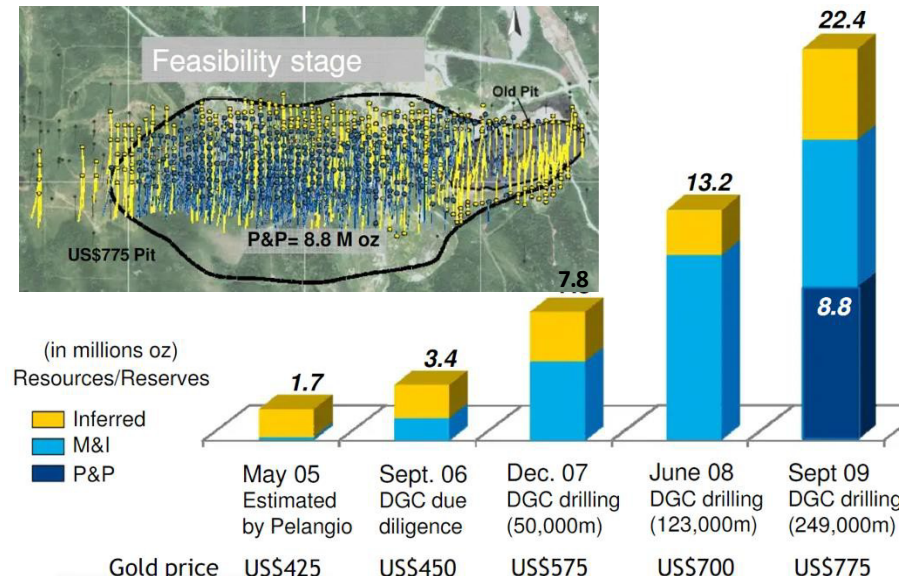 Feasibility stage
Old Pit
US$775 Pit
P&P= 8.8 M oz
22.4
13.2
7.8
8.8
3.4
1.7
(in millions oz)
Resources/Reserves
Inferred
M&I
P&P
May 05 Sept. 06 Dec. 07 June 08 Sept 09
Estimated DGC due DGC drilling DGC drilling DGC drilling
by Pelangio diligence (50,000m) (123,000m) (249,000m)
Gold price US$425 US$450 US$575 US$700 US$775